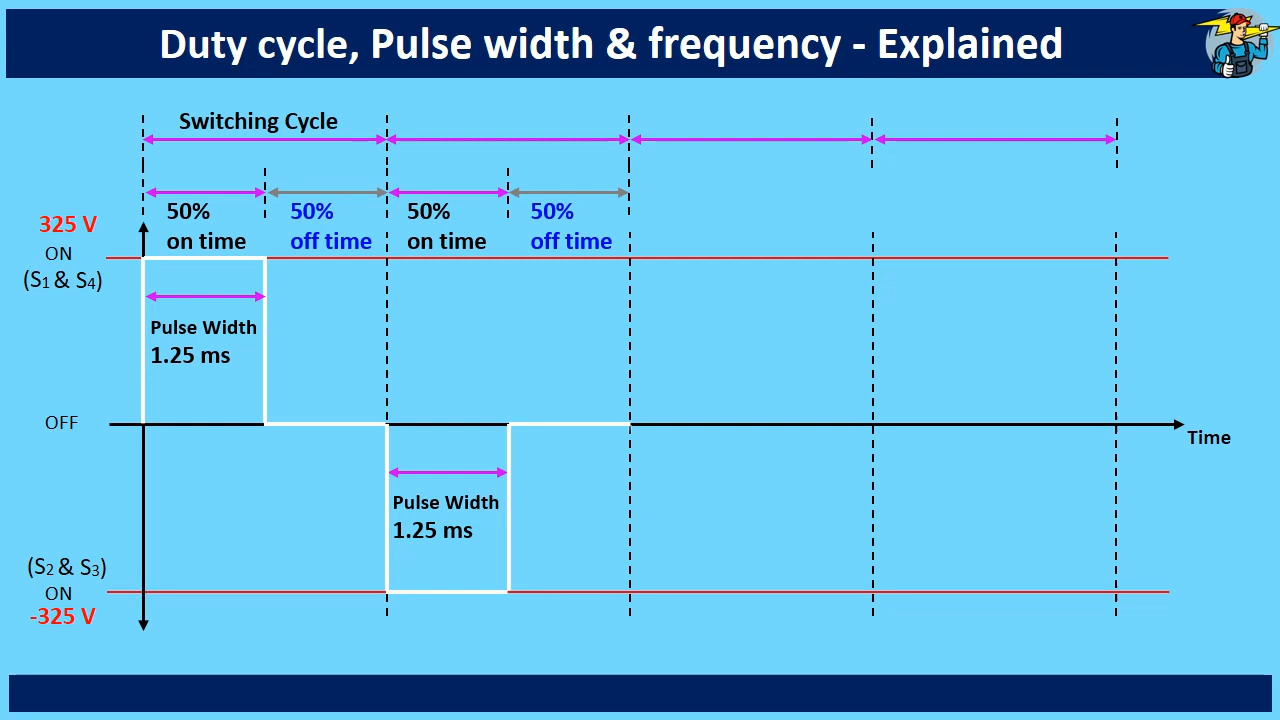 Duty cycle, Pulse width & frequency - Explained
Switching Cycle
50%
on time
50%
off time
50%
on time
50%
off time
325 V
ON
(S1 & S4)
Pulse Width
1.25 ms
OFF
Time
Pulse Width
1.25 ms
(S2 & S3)
ON
-325 V